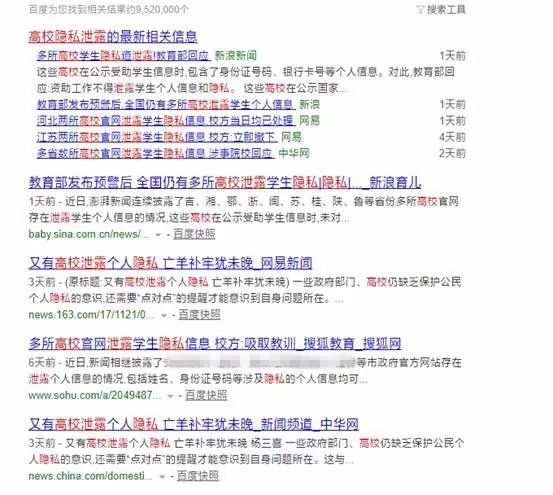 百度为您找到相关结果约9,520,000个 搜索工具
高校隐私泄露的最新相关信息
多所高校学生隐私遭泄露!教育部回应 新浪新闻 1天前
这些高校在公示受助学生信息时,包含了身份证号码、银行卡号等个人信息。对此,教育部回
应:资助工作不得泄露学生个人信息和隐私。 这些高校在公示国家...
教育部发布预警后 全国仍有多所高校泄露学生个人信息 新浪 1天前
河北两所高校官网泄露学生隐私信息 校方当日均已处理 网易 1天前
江苏两所高校官网泄露学生隐私信息 校方:立即撤下 网易 4天前
多省数所高校官网泄露学生隐私信息 涉事院校回应 中华网 2天前
教育部发布预警后 全国仍有多所高校泄露学生隐私|隐私|..._新浪育儿
1天前 - 近日,澎湃新闻连续披露了吉、湘、鄂、浙、闽、苏、桂、陕、鲁等省份多所高校官网
存在泄露学生个人信息的情况,这些高校在公示学生信息时,未对...
baby.sina.com.cn/news/... - 百度快照
又有高校泄露个人隐私 亡羊补牢犹未晚_网易新闻
3天前 - (原标题:又有高校泄露个人隐私 亡羊补牢犹未晚) 一些政府部门、高校仍缺乏保护公民
个人隐私的意识,还需要“点对点”的提醒才能意识到自身问题所在。...
news.163.com/17/1121/0... - 百度快照
多所高校官网泄露学生隐私信息 校方:吸取教训_搜狐教育_搜狐网
6天前 - 近日,新闻相继披露了 等市政府官方网站存在
泄露个人信息的情况,包括姓名、身份证号码等涉及隐私的个人信息均可...
www.sohu.com/a/2049487... - 百度快照
又有高校泄露个人隐私 亡羊补牢犹未晚_新闻频道_中华网
3天前 - 又有高校泄露个人隐私 亡羊补牢犹未晚 杨三喜 一些政府部门、高校仍缺乏保护公民个
人隐私的意识,还需要“点对点”的提醒才能意识到自身问题所在。这与...
news.china.com/domesti... - 百度快照